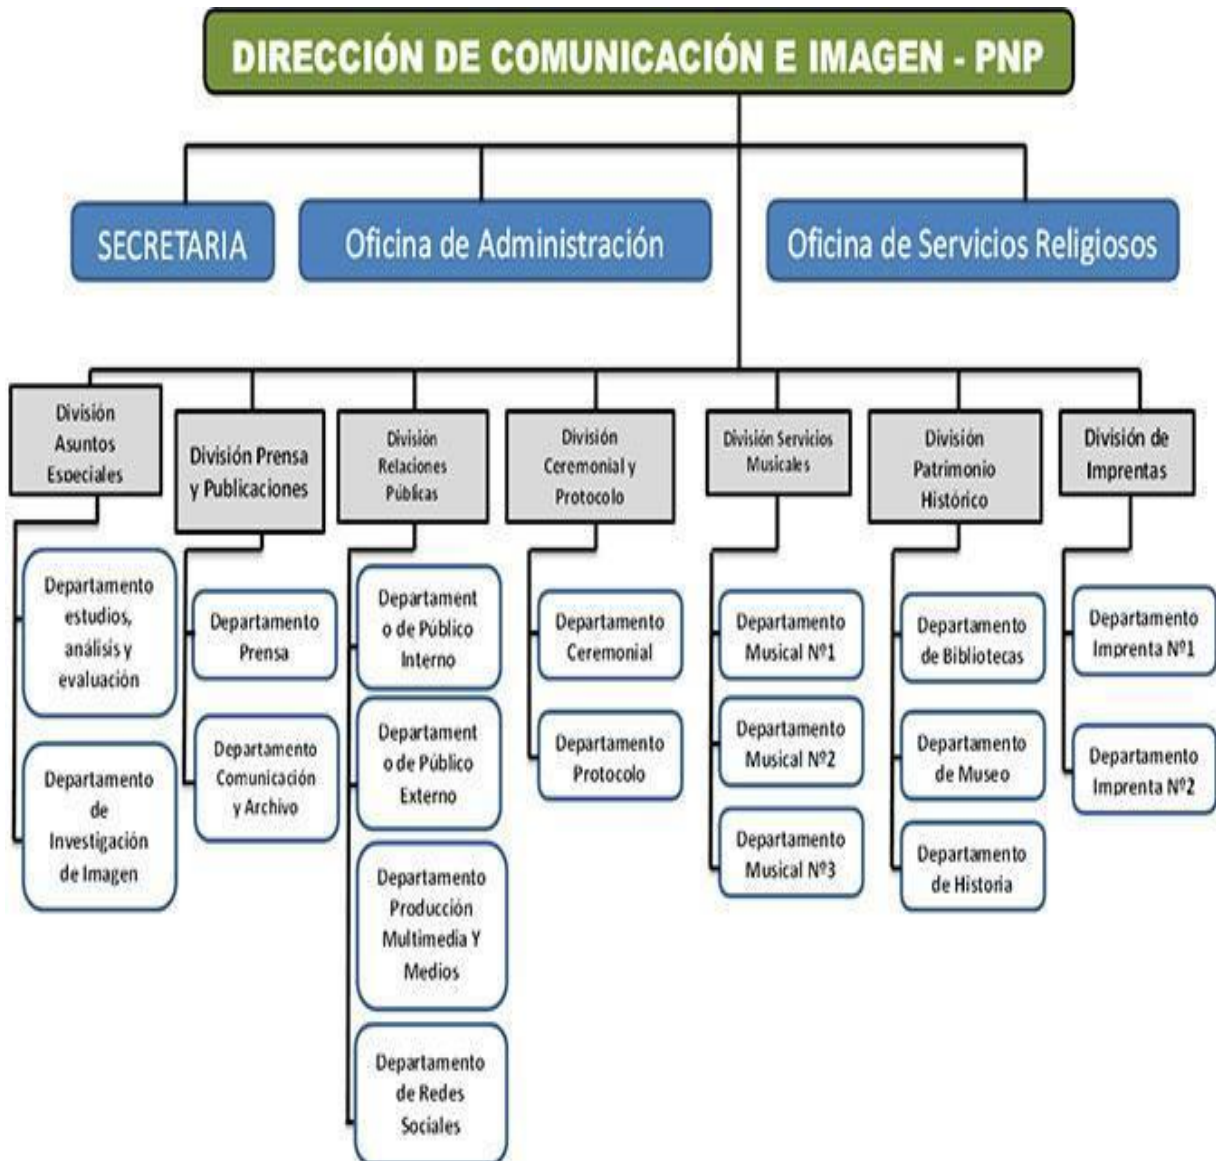 DIRECCIÓN DE COMUNICACIÓN E IMAGEN - PNP
SECRETARIA
Oficina de Administración
Oficina de Servicios Religiosos
División
Asuntos
Especiales
División Prensa
y Publicaciones
División
Relaciones
Públicas
División
Ceremonial y
Protocolo
División Servicios
Musicales
División
Patrimonio
Histórico
División de
Imprentas
Departamento
estudios,
análisis y
evaluación
Departamento
de
Investigación
de Imagen
Departamento
Prensa
Departamento
Comunicación
y Archivo
Departament
o de Público
Interno
Departament
o de Público
Externo
Departamento
Producción
Multimedia Y
Medios
Departamento
de Redes
Sociales
Departamento
Ceremonial
Departamento
Protocolo
Departamento
Musical Nº1
Departamento
Musical Nº2
Departamento
Musical Nº3
Departamento
de Bibliotecas
Departamento
de Museo
Departamento
de Historia
Departamento
Imprenta Nº1
Departamento
Imprenta Nº2